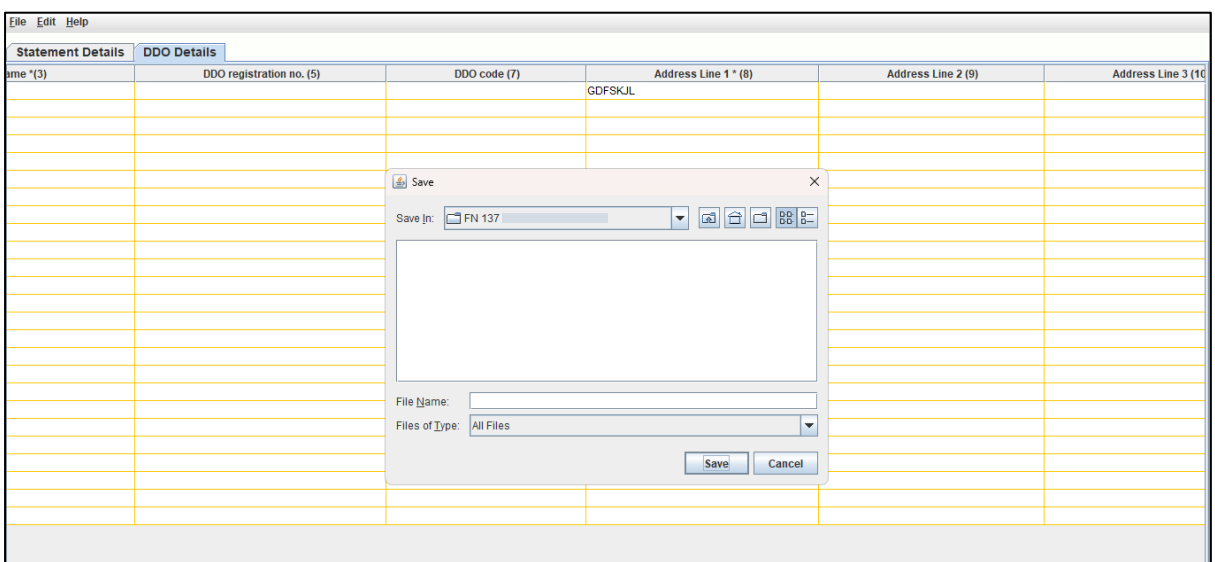 File Edit Help
Statement Details DDO Details
ame *(3) DDO registration no. (5) DDO code (7) Address Line 1 * (8) Address Line 2 (9) Address Line 3 (10
GDFSKJL
Save
Save In: FN 137
File Name:
Files of Type: All Files
Save Cancel